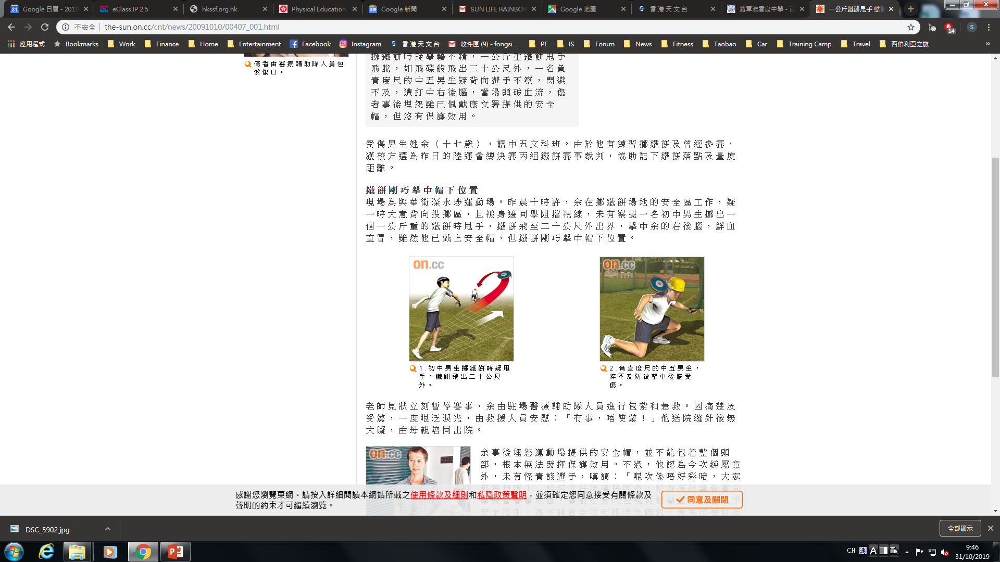 Google 日曆 - 2019
eClass IP 2.5
hkssf.org.hk
Physical Education
Google 新聞
SUN LIFE RAINBOW
Google 地圖
香港天文台
將軍澳香島中學 - 首
一公斤鐵餅甩手 擊傷
不安全
the-sun.on.cc/cnt/news/20091010/00407_001.html
14
S
應用程式
Bookmarks
Work
Finance
Home
Entertainment
Facebook
Instagram
香港天文台
收件匣 (9) - fongsi...
PE
IS
Forum
News
Fitness
Taobao
Car
Training Camp
Travel
西伯利亞之旅
»
傷者由醫療輔助隊人員包
紮傷口。
擲鐵餅時疑學藝不精，一公斤重鐵餅甩手
飛脫，如飛碟般飛出二十公尺外，一名負
責度尺的中五男生疑背向選手不察，閃避
不及，遭打中右後腦，當場頭破血流，傷
者事後埋怨雖已佩戴康文署提供的安全
帽，但沒有保護效用。
受傷男生姓余（十七歲），讀中五文科班。由於他有練習擲鐵餅及曾經參賽，
獲校方選為昨日的陸運會總決賽丙組鐵餅賽事裁判，協助記下鐵餅落點及量度
距離。
鐵餅剛巧擊中帽下位置
現場為興華街深水埗運動場。昨晨十時許，余在擲鐵餅場地的安全區工作，疑
一時大意背向投擲區，且被身邊同學阻擋視線，未有察覺一名初中男生擲出一
個一公斤重的鐵餅時甩手，鐵餅飛至二十公尺外出界，擊中余的右後腦，鮮血
直冒，雖然他已戴上安全帽，但鐵餅剛巧擊中帽下位置。
on.cc
on.cc
1.初中男生擲鐵餅時疑甩
手，鐵餅飛出二十公尺
外。
2.負責度尺的中五男生，
猝不及防被擊中後腦受
傷。
老師見狀立刻暫停賽事，余由駐場醫療輔助隊人員進行包紮和急救。因痛楚及
受驚，一度眼泛淚光，由救援人員安慰：「冇事，唔使驚！」他送院縫針後無
大礙，由母親陪同出院。
on.cc
余事後埋怨運動場提供的安全帽，並不能包着整個頭
部，根本無法發揮保護效用。不過，他認為今次純屬意
外，未有怪責該選手，嘆謂：「呢次係唔好彩啫，大家
感謝您瀏覽東網。請按入詳細閱讀本網站所載之使用條款及細則和私隱政策聲明，並須確定您同意接受有關條款及
聲明的約束才可繼續瀏覽。
同意及關閉
安全指引，馮不諱言今次可能涉及疏忽，會再作檢討及
DSC_5902.jpg
全部顯示
CH
速
9:46
31/10/2019